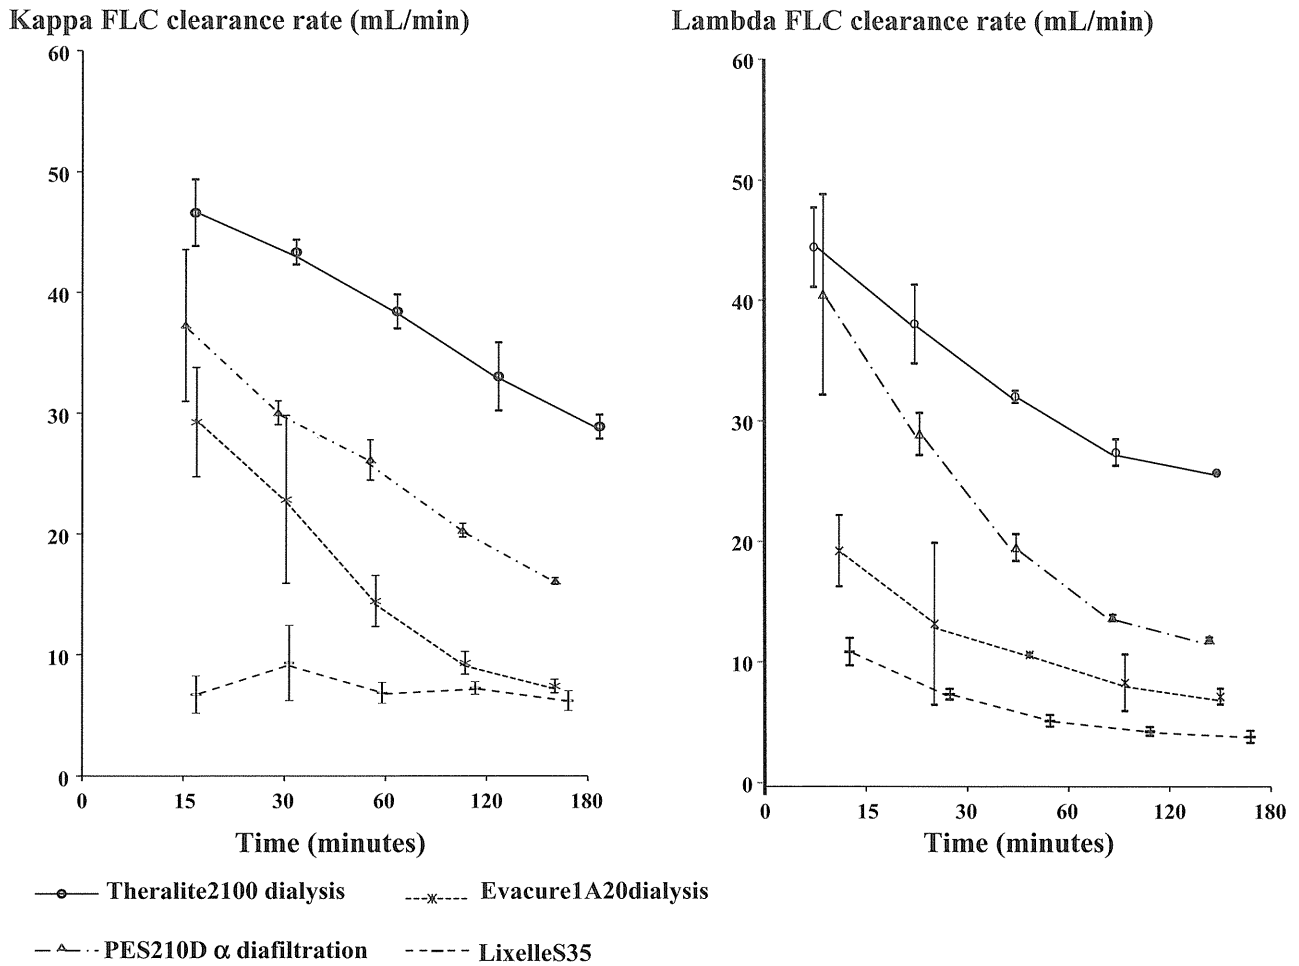 Kappa FLC clearance rate (mL/min)
60
50
40
30
20
10
0
0 15 30 60 120 180
Time (minutes)
Lambda FLC clearance rate (mL/min)
60
50
40
30
20
10
0
0 15 30 60 120 180
Time (minutes)
Theralite2100 dialysis
Evacure1A20dialysis
PES210D α diafiltration
LixelleS35